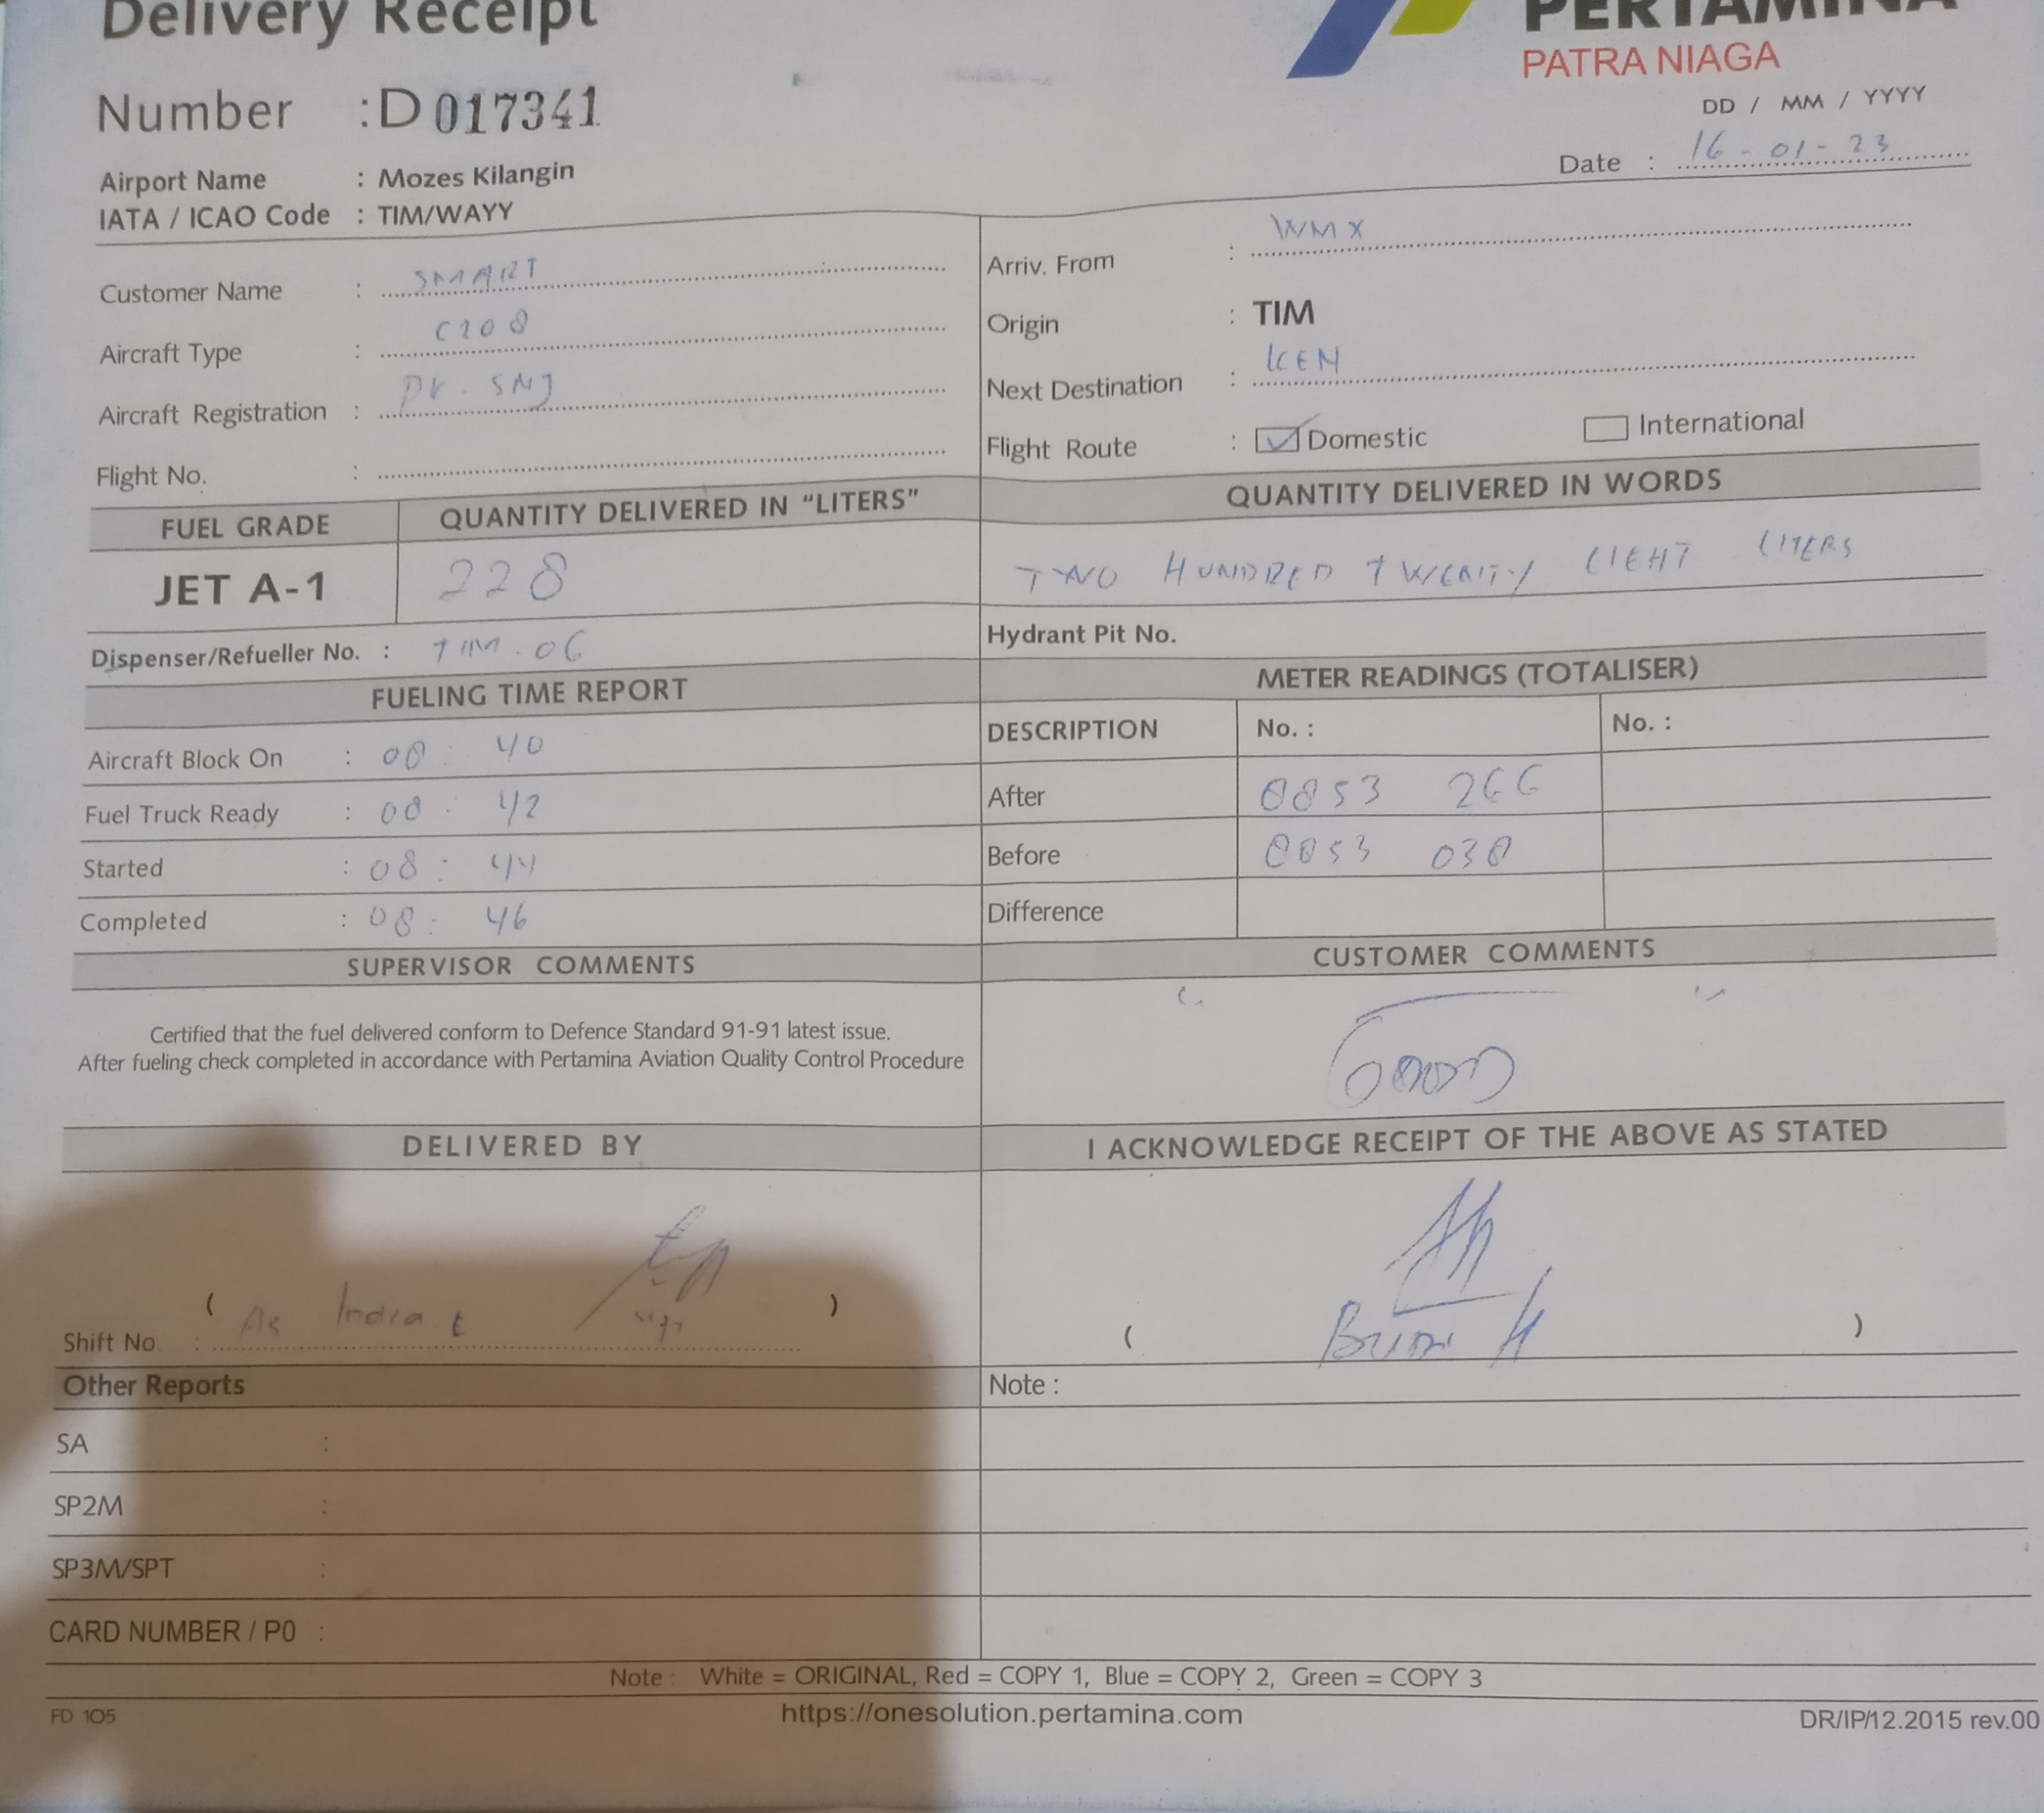 Delivery Receipt
PERTAMINA
PATRA NIAGA
Number : D 017341
DD / MM / YYYY
Date : 16 - 01 - 23
Airport Name : Mozes Kilangin
IATA / ICAO Code : TIM/WAYY
Customer Name : SMART
Aircraft Type : C208
Aircraft Registration : PK. SNJ
Flight No. :
Arriv. From : WMX
Origin : TIM
Next Destination : KEN
Flight Route : Domestic International
FUEL GRADE QUANTITY DELIVERED IN “LITERS” QUANTITY DELIVERED IN WORDS
JET A-1 228 TWO HUNDRED TWENTY EIGHT LITERS
Dispenser/Refueller No. : TIM . 06 Hydrant Pit No.
FUELING TIME REPORT
Aircraft Block On : 08 : 40
Fuel Truck Ready : 08 : 42
Started : 08 : 44
Completed : 08 : 46
METER READINGS (TOTALISER)
DESCRIPTION No. : No. :
After 0853 266
Before 0853 038
Difference
SUPERVISOR COMMENTS
Certified that the fuel delivered conform to Defence Standard 91-91 latest issue.
After fueling check completed in accordance with Pertamina Aviation Quality Control Procedure
CUSTOMER COMMENTS
GOOD
DELIVERED BY
( )
Shift No. : As Indra
I ACKNOWLEDGE RECEIPT OF THE ABOVE AS STATED
( )
Other Reports
SA :
SP2M :
SP3M/SPT :
CARD NUMBER / P0 :
Note :
Note : White = ORIGINAL, Red = COPY 1, Blue = COPY 2, Green = COPY 3
FD 105 https://onesolution.pertamina.com DR/IP/12.2015 rev.00